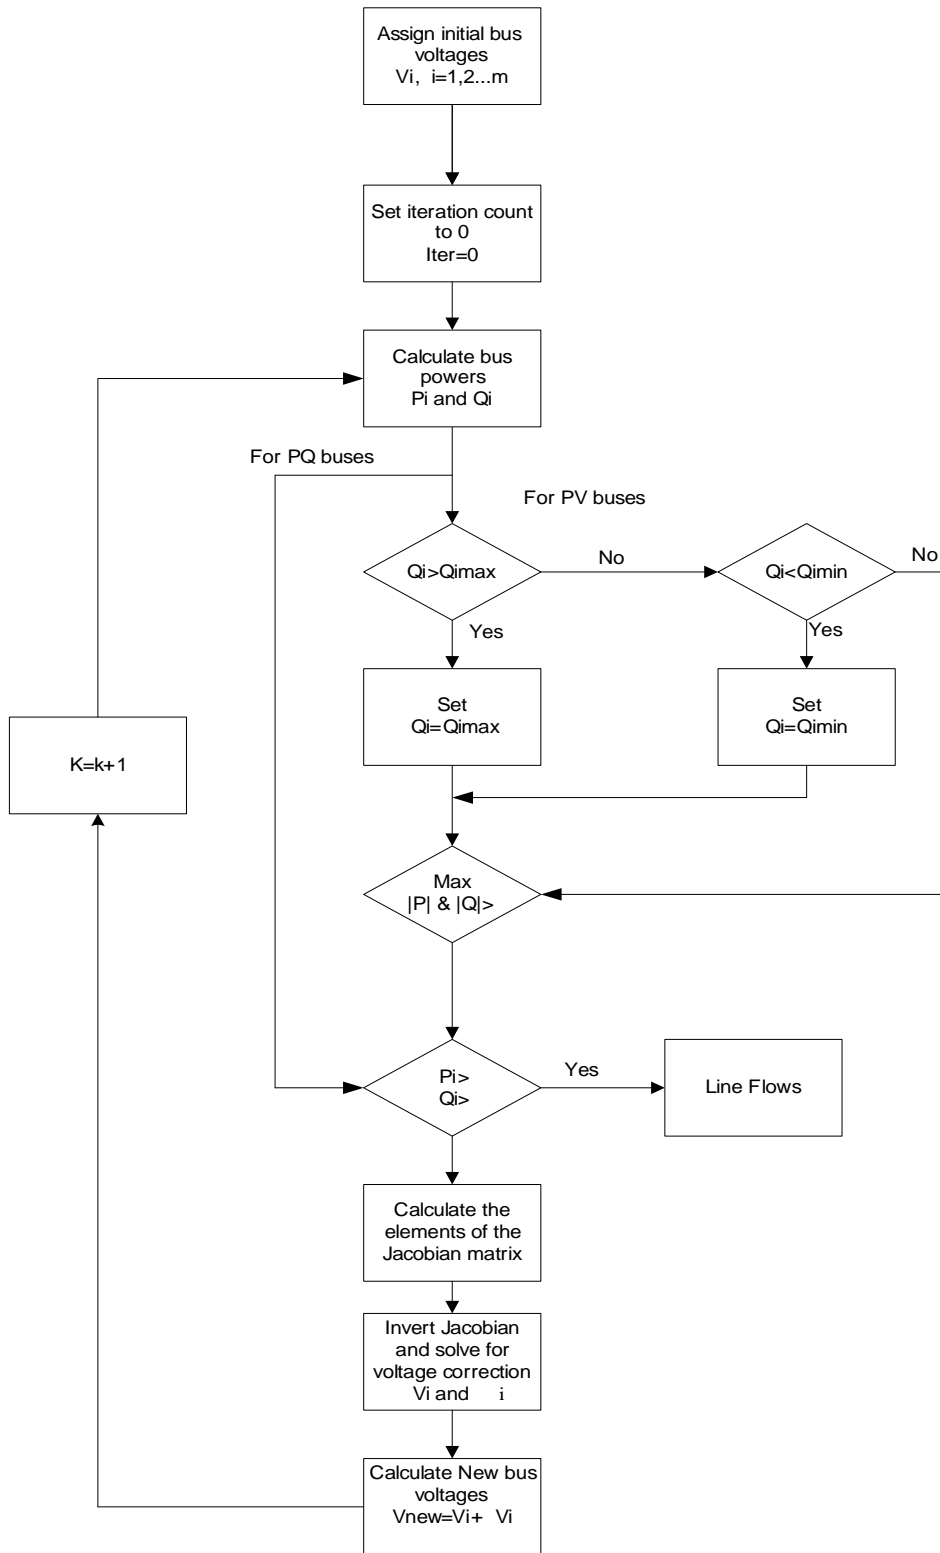 Assign initial bus
voltages
Vi, i=1,2...m
Set iteration count
to 0
Iter=0
Calculate bus
powers
Pi and Qi
For PQ buses
For PV buses
Qi>Qimax
No
Qi<Qimin
No
Yes
Yes
Set
Qi=Qimax
Set
Qi=Qimin
K=k+1
Max
|P| & |Q|>
Pi>
Qi>
Yes
Line Flows
Calculate the
elements of the
Jacobian matrix
Invert Jacobian
and solve for
voltage correction
Vi and i
Calculate New bus
voltages
Vnew=Vi+ Vi